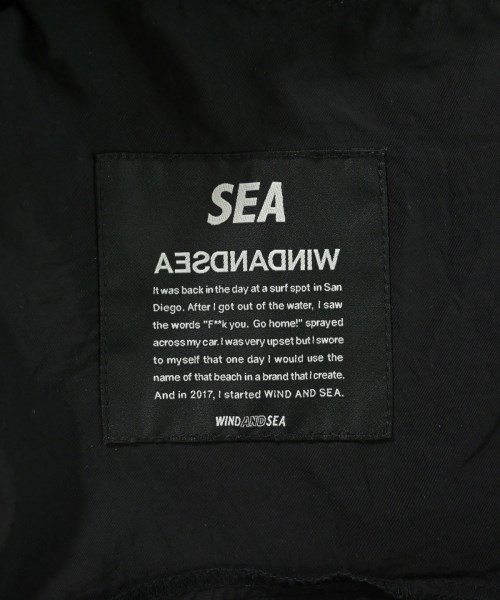 SEA
WINDANDSEA
It was back in the day at a surf spot in San
Diego. After I got out of the water, I saw
the words "F**k you. Go home!" sprayed
across my car. I was very upset but I swore
to myself that one day I would use the
name of that beach in a brand that I create.
And in 2017, I started WIND AND SEA.
WINDANDSEA